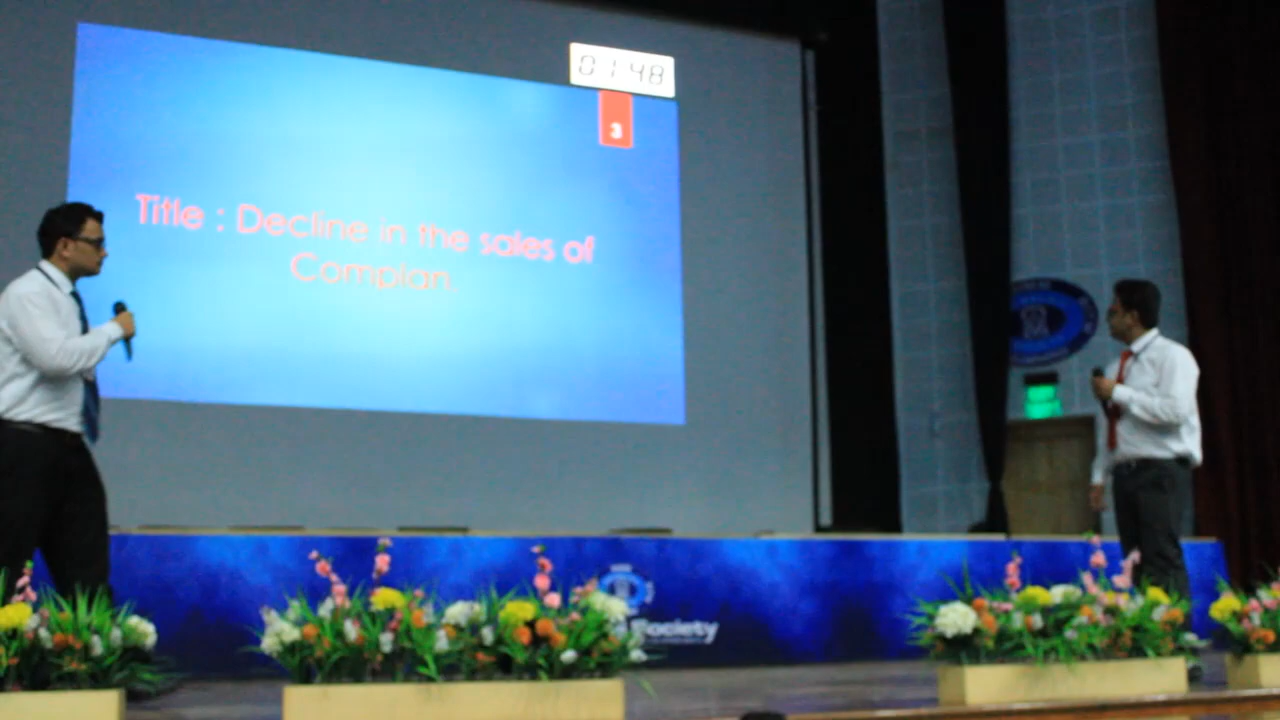 01:48
3
Title : Decline in the sales of
Complan.
Society